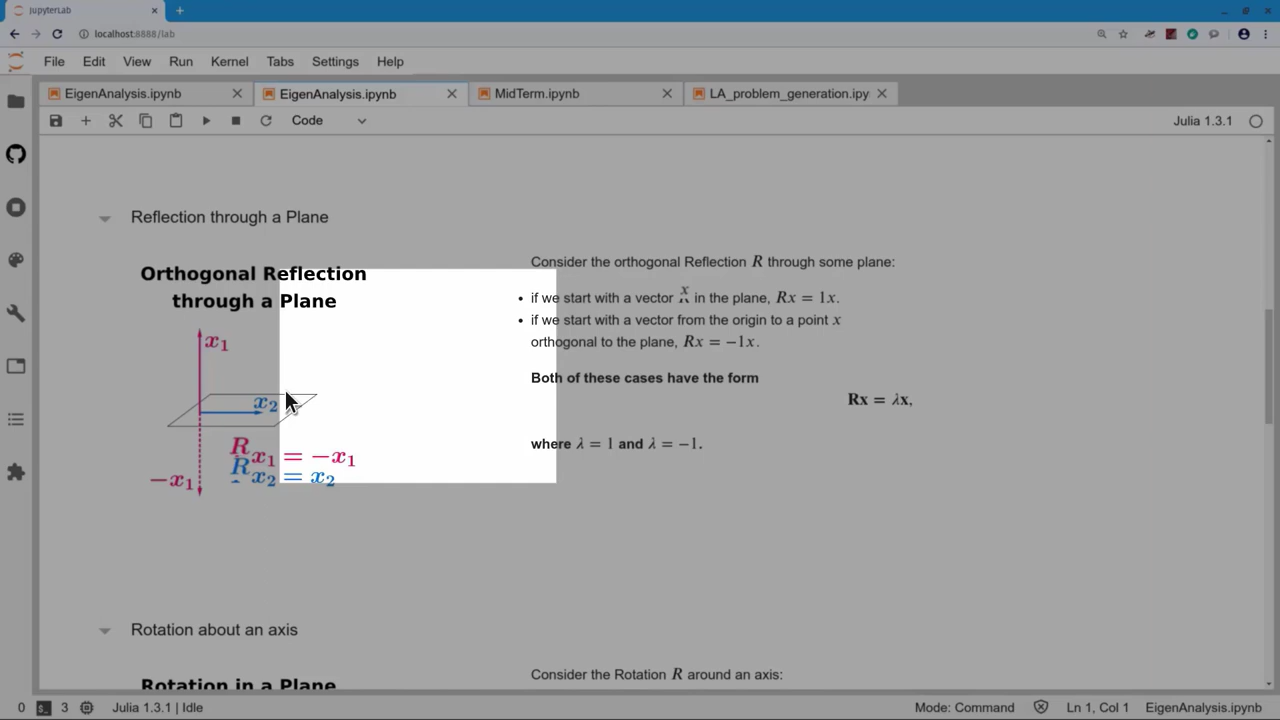 JupyterLab
localhost:8888/lab
File Edit View Run Kernel Tabs Settings Help
EigenAnalysis.ipynb EigenAnalysis.ipynb MidTerm.ipynb LA_problem_generation.ipy
Code Julia 1.3.1
Reflection through a Plane
Orthogonal Reflection
through a Plane
x₁
x₂
Rx₁ = −x₁
Rx₂ = x₂
−x₁
Consider the orthogonal Reflection R through some plane:
• if we start with a vector x in the plane, Rx = 1x.
• if we start with a vector from the origin to a point x
orthogonal to the plane, Rx = −1x.
Both of these cases have the form
Rx = λx,
where λ = 1 and λ = −1.
Rotation about an axis
Rotation in a Plane
Consider the Rotation R around an axis:
0 3 Julia 1.3.1 | Idle Mode: Command Ln 1, Col 1 EigenAnalysis.ipynb